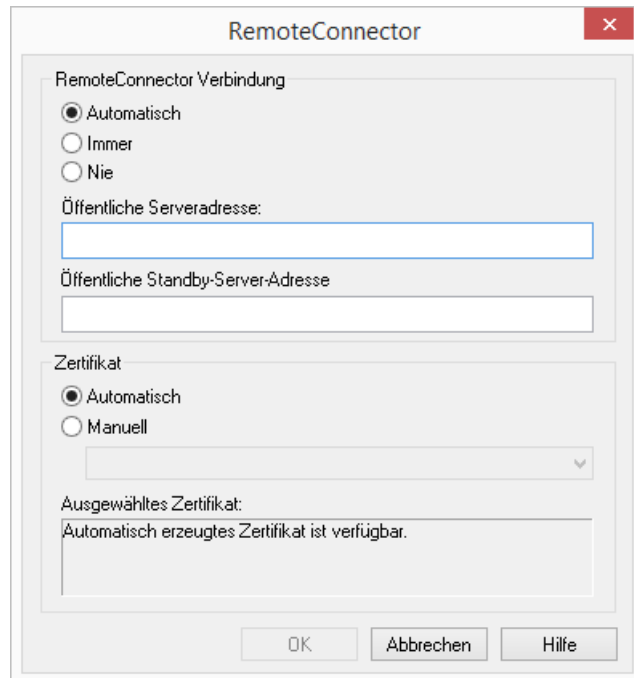 RemoteConnector
RemoteConnector Verbindung
Automatisch
Immer
Nie
Öffentliche Serveradresse:
Öffentliche Standby-Server-Adresse
Zertifikat
Automatisch
Manuell
Ausgewähltes Zertifikat:
Automatisch erzeugtes Zertifikat ist verfügbar.
OK Abbrechen Hilfe